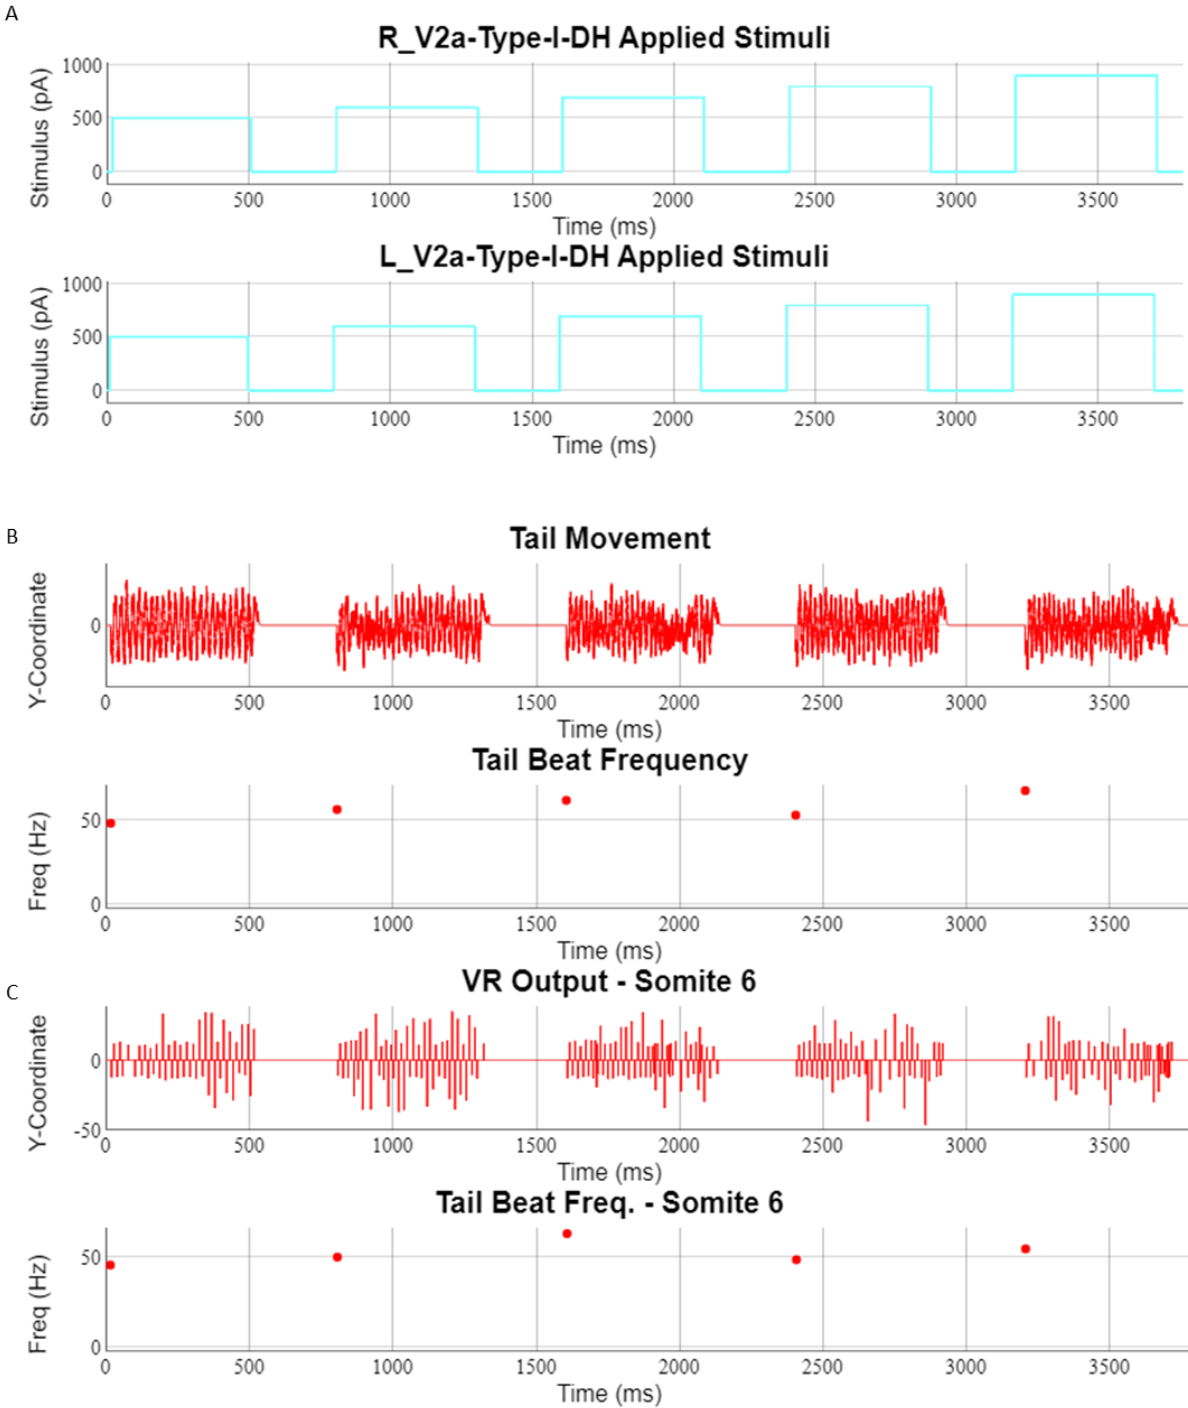 A
R_V2a-Type-I-DH Applied Stimuli
Stimulus (pA)
1000
500
0
0 500 1000 1500 2000 2500 3000 3500
Time (ms)
L_V2a-Type-I-DH Applied Stimuli
Stimulus (pA)
1000
500
0
0 500 1000 1500 2000 2500 3000 3500
Time (ms)
B
Tail Movement
Y-Coordinate
0
0 500 1000 1500 2000 2500 3000 3500
Time (ms)
Tail Beat Frequency
Freq (Hz)
50
0
0 500 1000 1500 2000 2500 3000 3500
Time (ms)
C
VR Output - Somite 6
Y-Coordinate
0
-50
0 500 1000 1500 2000 2500 3000 3500
Time (ms)
Tail Beat Freq. - Somite 6
Freq (Hz)
50
0
0 500 1000 1500 2000 2500 3000 3500
Time (ms)